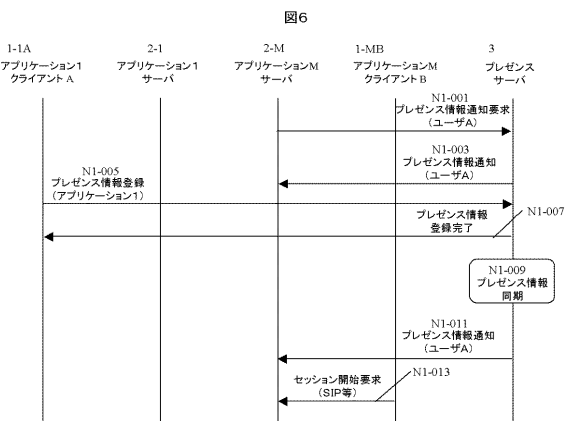 図6
1-1A
アプリケーション1
クライアント A
2-1
アプリケーション1
サーバ
2-M
アプリケーションM
サーバ
1-MB
アプリケーションM
クライアント B
3
プレゼンス
サーバ
N1-001
プレゼンス情報通知要求
(ユーザA)
N1-003
プレゼンス情報通知
(ユーザA)
N1-005
プレゼンス情報登録
(アプリケーション1)
プレゼンス情報
登録完了
N1-007
N1-009
プレゼンス情報
同期
N1-011
プレゼンス情報通知
(ユーザA)
セッション開始要求
(SIP等)
N1-013